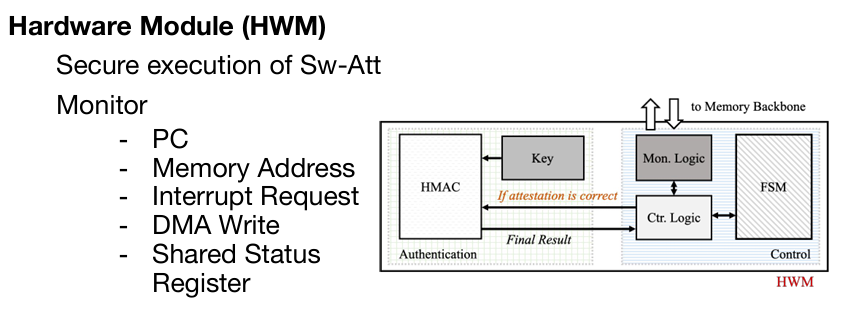 Hardware Module (HWM)
Secure execution of Sw-Att
Monitor
- PC
- Memory Address
- Interrupt Request
- DMA Write
- Shared Status
Register
to Memory Backbone
HMAC
Key
Mon. Logic
FSM
If attestation is correct
Ctr. Logic
Final Result
Authentication
Control
HWM